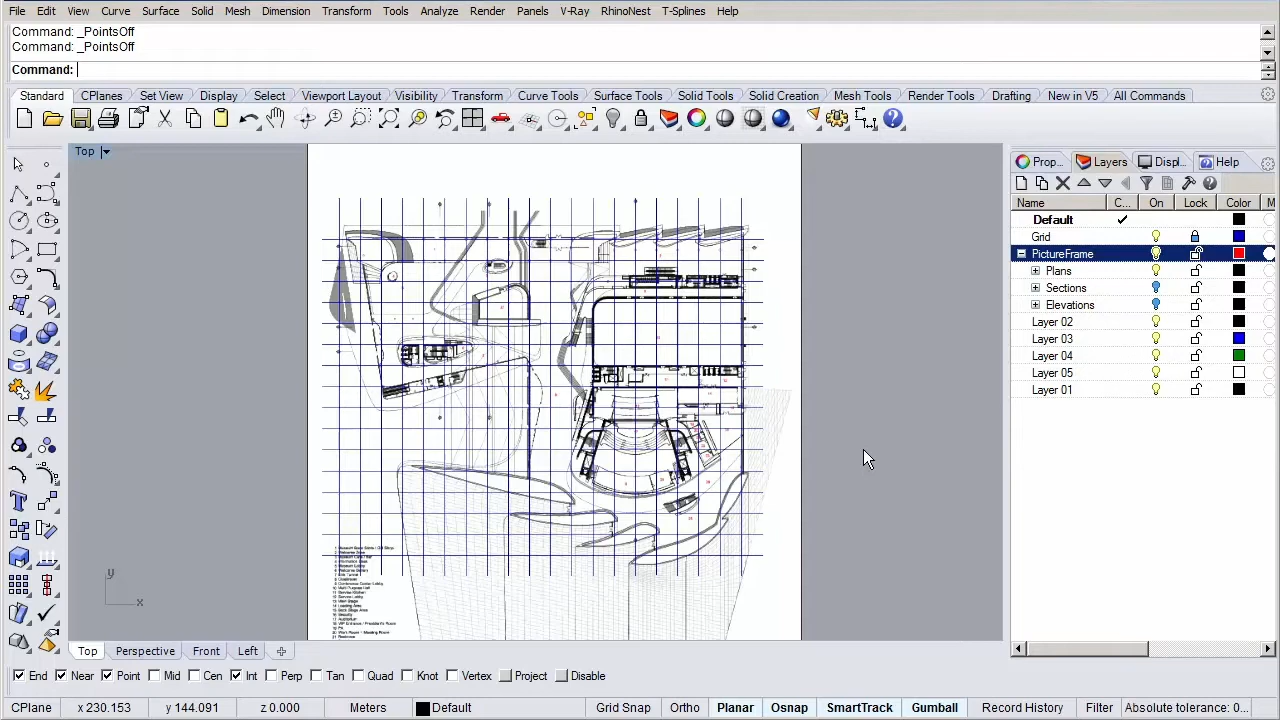 File Edit View Curve Surface Solid Mesh Dimension Transform Tools Analyze Render Panels V-Ray RhinoNest T-Splines Help
Command: _PointsOff
Command: _PointsOff
Command:
Standard CPlanes Set View Display Select Viewport Layout Visibility Transform Curve Tools Surface Tools Solid Tools Solid Creation Mesh Tools Render Tools Drafting New in V5 All Commands
Top
Prop... Layers Displ... Help
Name C... On Lock Color M
Default
Grid
PictureFrame
Plans
Sections
Elevations
Layer 02
Layer 03
Layer 04
Layer 05
Layer 01
y
x
Top Perspective Front Left
End Near Point Mid Cen Int Perp Tan Quad Knot Vertex Project Disable
CPlane x 230.153 y 144.091 z 0.000 Meters Default Grid Snap Ortho Planar Osnap SmartTrack Gumball Record History Filter Absolute tolerance: 0...